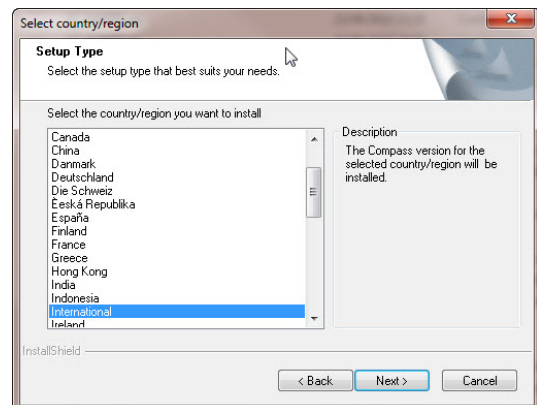 Select country/region
Setup Type
Select the setup type that best suits your needs.
Select the country/region you want to install
Canada
China
Danmark
Deutschland
Die Schweiz
Èeská Republika
España
Finland
France
Greece
Hong Kong
India
Indonesia
International
Ireland
Description
The Compass version for the
selected country/region will be
installed.
InstallShield
< Back
Next >
Cancel